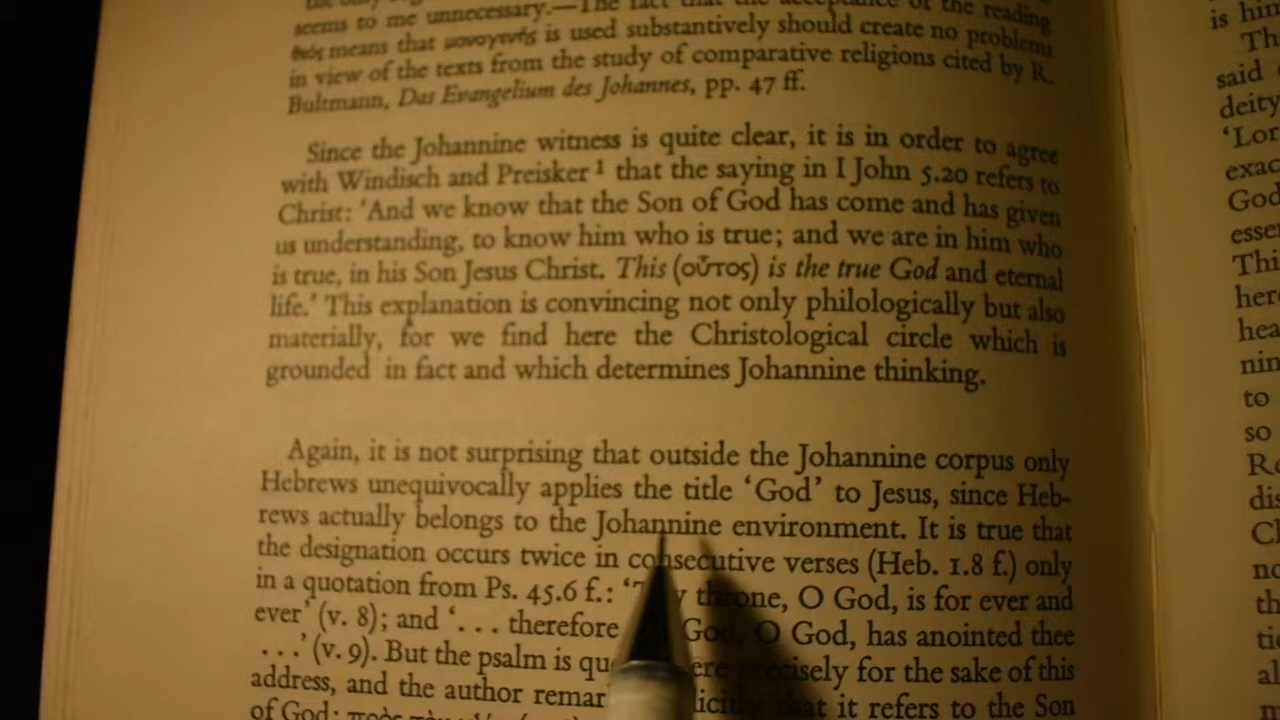 seems to me unnecessary.—The fact that the acceptance of the reading
θεός means that μονογενής is used substantively should create no problems
in view of the texts from the study of comparative religions cited by R.
Bultmann, Das Evangelium des Johannes, pp. 47 ff.
Since the Johannine witness is quite clear, it is in order to agree
with Windisch and Preisker 1 that the saying in I John 5.20 refers to
Christ: 'And we know that the Son of God has come and has given
us understanding, to know him who is true; and we are in him who
is true, in his Son Jesus Christ. This (οὗτος) is the true God and eternal
life.' This explanation is convincing not only philologically but also
materially, for we find here the Christological circle which is
grounded in fact and which determines Johannine thinking.
Again, it is not surprising that outside the Johannine corpus only
Hebrews unequivocally applies the title 'God' to Jesus, since Heb-
rews actually belongs to the Johannine environment. It is true that
the designation occurs twice in consecutive verses (Heb. 1.8 f.) only
in a quotation from Ps. 45.6 f.: throne, O God, is for ever and
ever' (v. 8); and '. . . therefore God, O God, has anointed thee
. . .' (v. 9). But the psalm is precisely for the sake of this
address, and the author it refers to the Son
of God:
is him
Th
said
deity
'Lor
exac
God
esse
Thi
her
hea
nin
to
so
Re
dis
Cl
no
th
tio
al